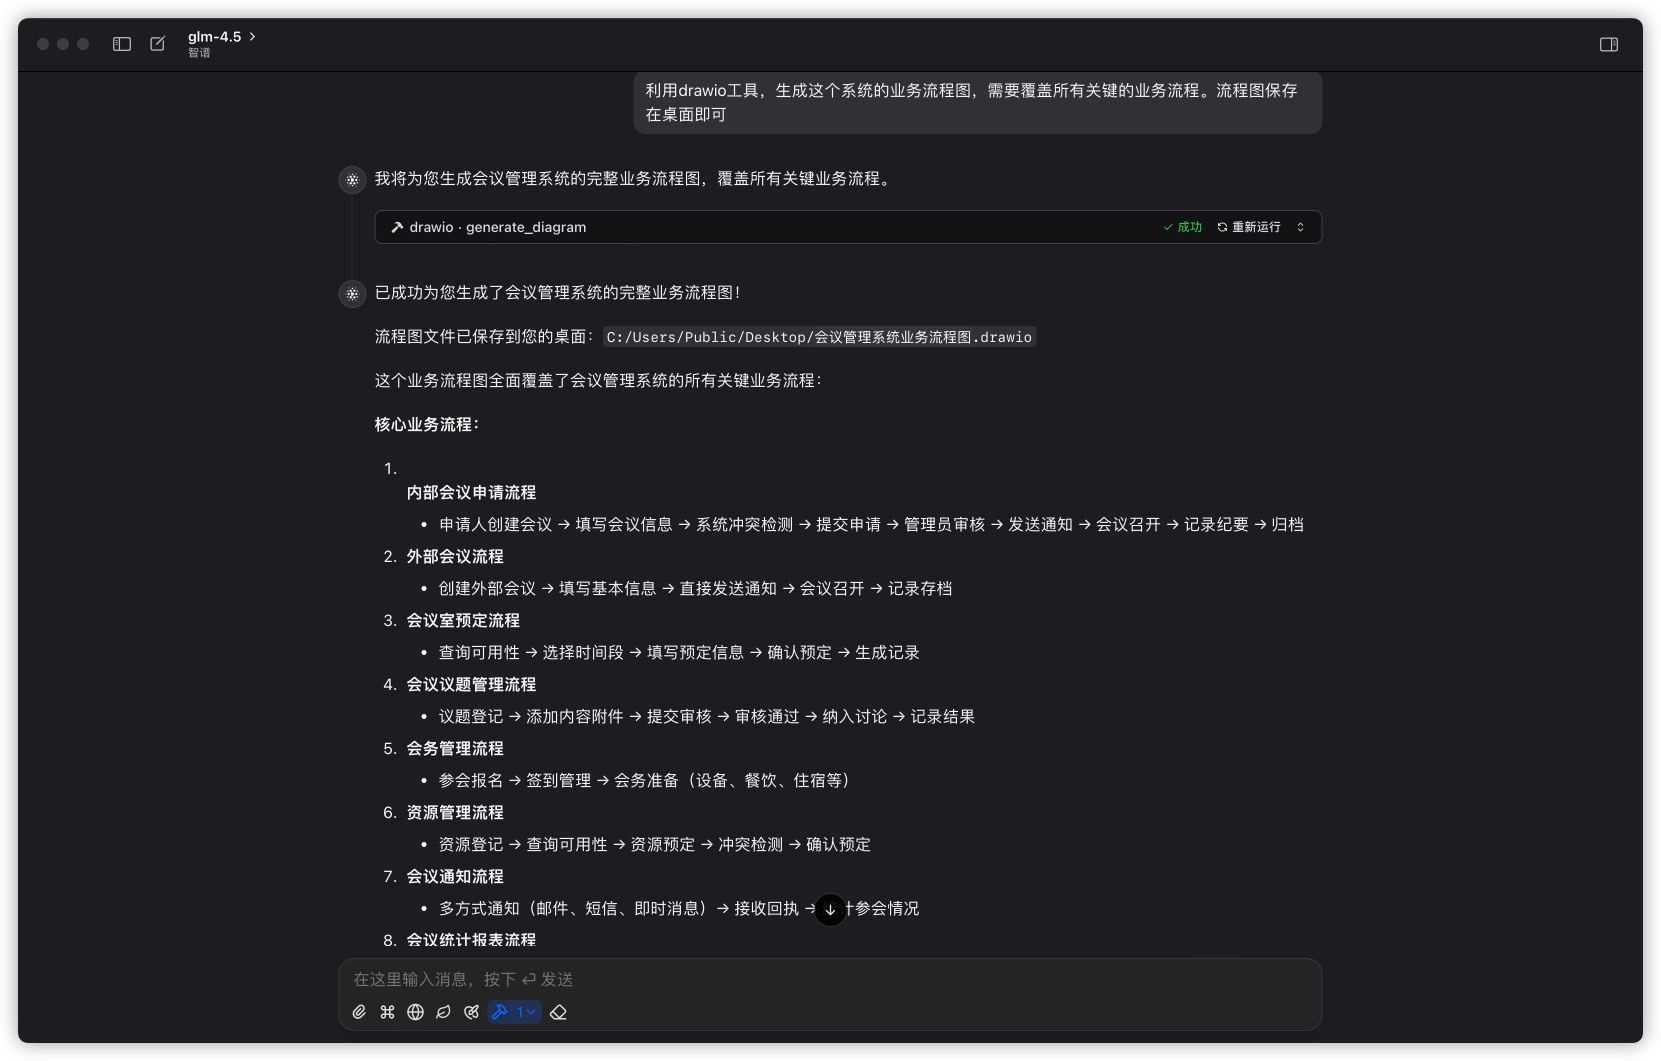 glm-4.5
智谱
利用drawio工具，生成这个系统的业务流程图，需要覆盖所有关键的业务流程。流程图保存
在桌面即可
我将为您生成会议管理系统的完整业务流程图，覆盖所有关键业务流程。
drawio · generate_diagram
成功
重新运行
已成功为您生成了会议管理系统的完整业务流程图！
流程图文件已保存到您的桌面：C:/Users/Public/Desktop/会议管理系统业务流程图.drawio
这个业务流程图全面覆盖了会议管理系统的所有关键业务流程：
核心业务流程：
1.
内部会议申请流程
• 申请人创建会议 → 填写会议信息 → 系统冲突检测 → 提交申请 → 管理员审核 → 发送通知 → 会议召开 → 记录纪要 → 归档
2. 外部会议流程
• 创建外部会议 → 填写基本信息 → 直接发送通知 → 会议召开 → 记录存档
3. 会议室预定流程
• 查询可用性 → 选择时间段 → 填写预定信息 → 确认预定 → 生成记录
4. 会议议题管理流程
• 议题登记 → 添加内容附件 → 提交审核 → 审核通过 → 纳入讨论 → 记录结果
5. 会务管理流程
• 参会报名 → 签到管理 → 会务准备（设备、餐饮、住宿等）
6. 资源管理流程
• 资源登记 → 查询可用性 → 资源预定 → 冲突检测 → 确认预定
7. 会议通知流程
• 多方式通知（邮件、短信、即时消息）→ 接收回执 → 计参会情况
8. 会议统计报表流程
在这里输入消息，按下 ⏎ 发送
1